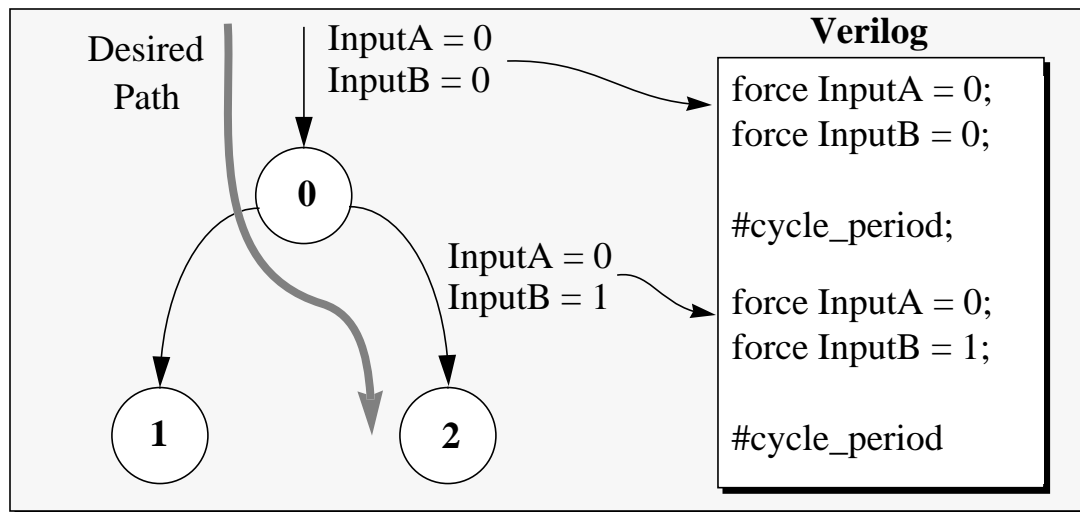 Desired
Path
InputA = 0
InputB = 0
0
InputA = 0
InputB = 1
1
2
Verilog
force InputA = 0;
force InputB = 0;
#cycle_period;
force InputA = 0;
force InputB = 1;
#cycle_period